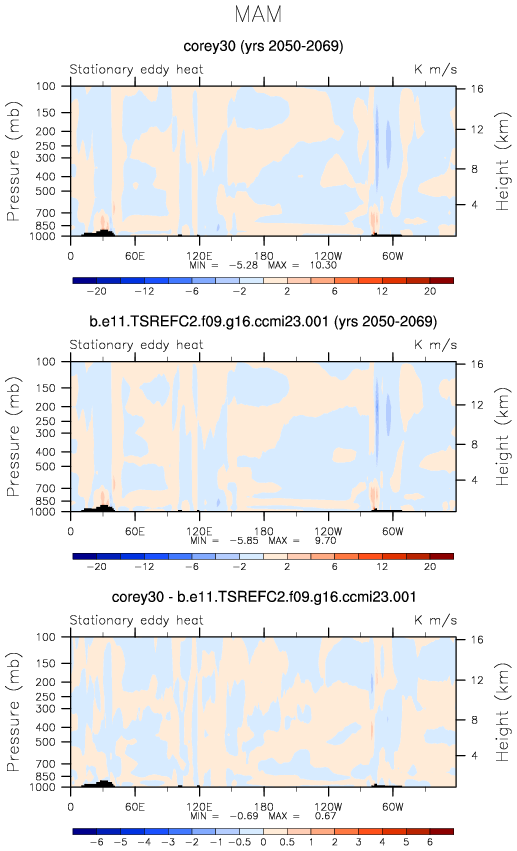 MAM
corey30 (yrs 2050-2069)
Stationary eddy heat K m/s
Pressure (mb)
100
150
200
250
300
400
500
700
850
1000
16
12
8
4
Height (km)
0 60E 120E 180 120W 60W
MIN = -5.28 MAX = 10.30
-20 -12 -6 -2 2 6 12 20
b.e11.TSREFC2.f09.g16.ccmi23.001 (yrs 2050-2069)
Stationary eddy heat K m/s
Pressure (mb)
100
150
200
250
300
400
500
700
850
1000
16
12
8
4
Height (km)
0 60E 120E 180 120W 60W
MIN = -5.85 MAX = 9.70
-20 -12 -6 -2 2 6 12 20
corey30 - b.e11.TSREFC2.f09.g16.ccmi23.001
Stationary eddy heat K m/s
Pressure (mb)
100
150
200
250
300
400
500
700
850
1000
16
12
8
4
Height (km)
0 60E 120E 180 120W 60W
MIN = -0.69 MAX = 0.67
-6 -5 -4 -3 -2 -1 -0.5 0 0.5 1 2 3 4 5 6